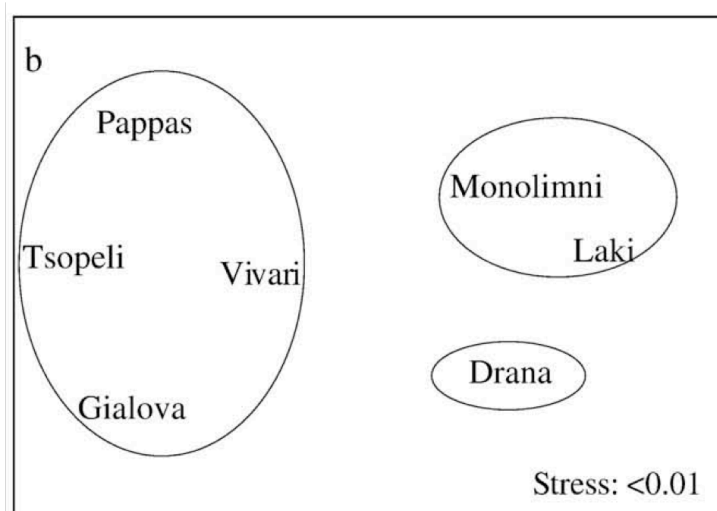 b
Pappas
Monolimni
Laki
Tsopeli
Vivari
Drana
Gialova
Stress: <0.01